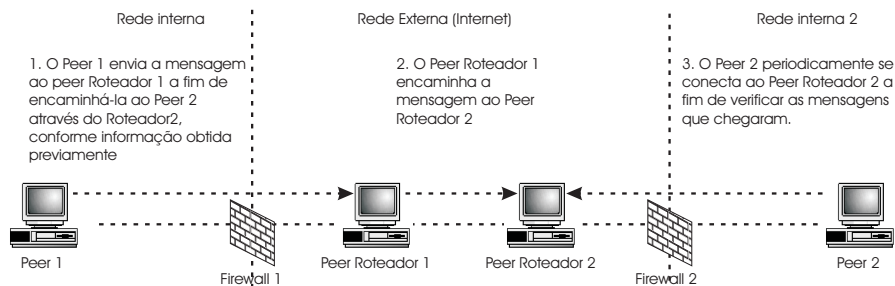 Rede interna
Rede Externa (Internet)
Rede interna 2
1. O Peer 1 envia a mensagem
ao peer Roteador 1 a fim de
encaminhá-la ao Peer 2
através do Roteador2,
conforme informação obtida
previamente
2. O Peer Roteador 1
encaminha a
mensagem ao Peer
Roteador 2
3. O Peer 2 periodicamente se
conecta ao Peer Roteador 2 a
fim de verificar as mensagens
que chegaram.
Peer 1
Firewall 1
Peer Roteador 1
Peer Roteador 2
Firewall 2
Peer 2